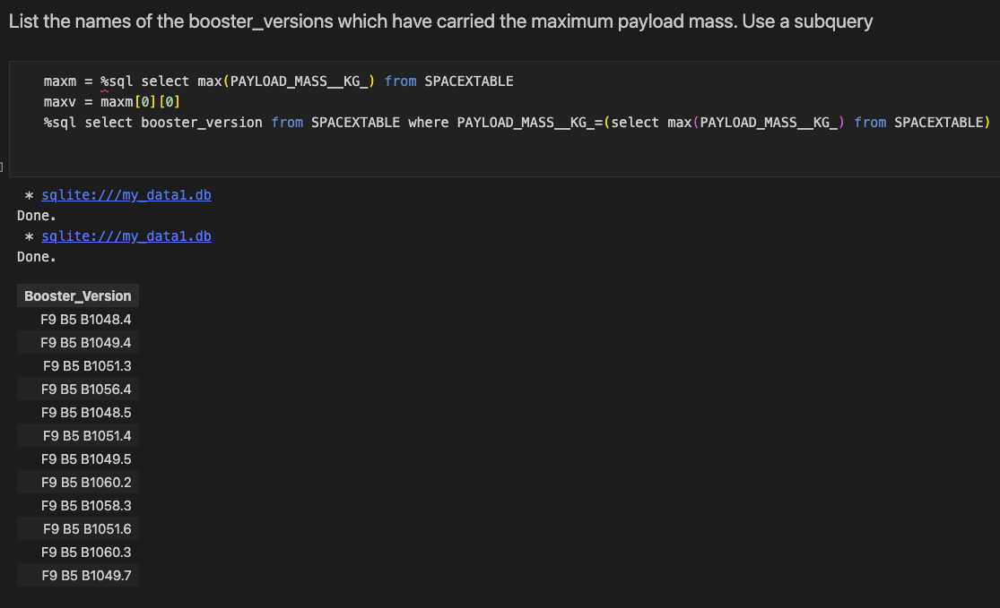 List the names of the booster_versions which have carried the maximum payload mass. Use a subquery
maxm = %sql select max(PAYLOAD_MASS__KG_) from SPACEXTABLE
maxv = maxm[0][0]
%sql select booster_version from SPACEXTABLE where PAYLOAD_MASS__KG_=(select max(PAYLOAD_MASS__KG_) from SPACEXTABLE)
* sqlite:///my_data1.db
Done.
* sqlite:///my_data1.db
Done.
Booster_Version
F9 B5 B1048.4
F9 B5 B1049.4
F9 B5 B1051.3
F9 B5 B1056.4
F9 B5 B1048.5
F9 B5 B1051.4
F9 B5 B1049.5
F9 B5 B1060.2
F9 B5 B1058.3
F9 B5 B1051.6
F9 B5 B1060.3
F9 B5 B1049.7